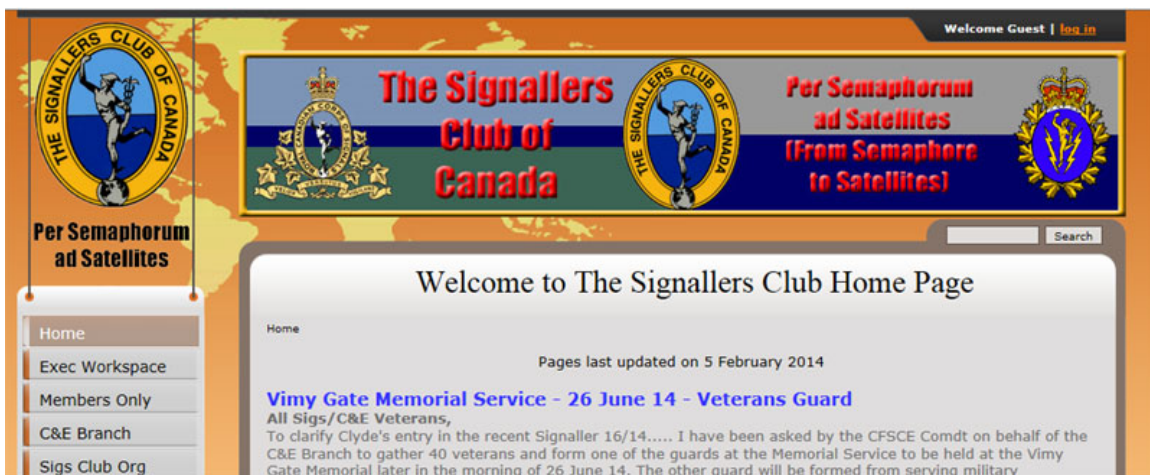 Welcome Guest | log in
THE SIGNALLERS CLUB OF CANADA
The Signallers
Club of
Canada
THE SIGNALLERS CLUB OF CANADA
Per Semaphorum
ad Satellites
(From Semaphore
to Satellites)
Per Semaphorum
ad Satellites
Search
Welcome to The Signallers Club Home Page
Home
Exec Workspace
Members Only
C&E Branch
Sigs Club Org
Home
Pages last updated on 5 February 2014
Vimy Gate Memorial Service - 26 June 14 - Veterans Guard
All Sigs/C&E Veterans,
To clarify Clyde's entry in the recent Signaller 16/14..... I have been asked by the CFSCE Comdt on behalf of the
C&E Branch to gather 40 veterans and form one of the guards at the Memorial Service to be held at the Vimy
Gate Memorial later in the morning of 26 June 14. The other guard will be formed from serving military